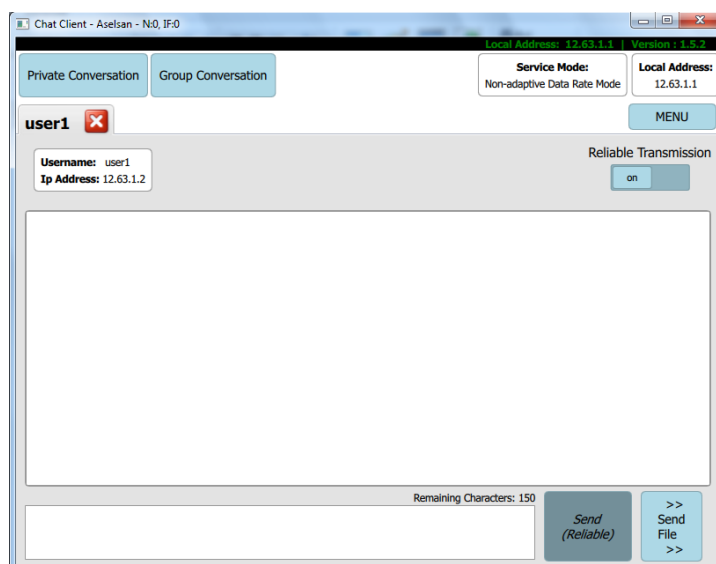 Chat Client - Aselsan - N:0, IF:0
Local Address: 12.63.1.1 | Version : 1.5.2
Private Conversation
Group Conversation
Service Mode:
Non-adaptive Data Rate Mode
Local Address:
12.63.1.1
user1
MENU
Username: user1
Ip Address: 12.63.1.2
Reliable Transmission
on
Remaining Characters: 150
Send
(Reliable)
>>
Send
File
>>